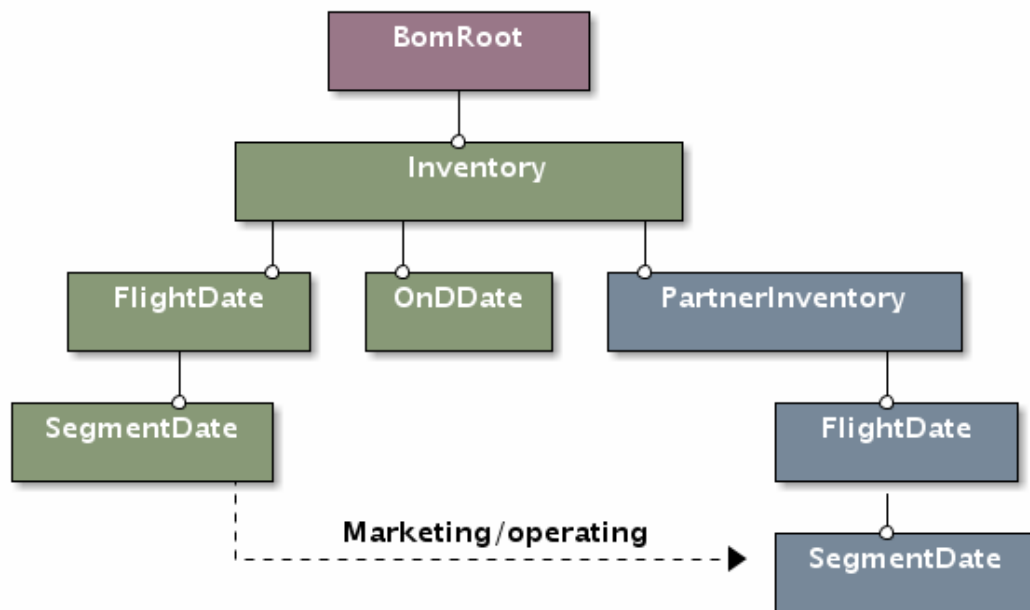 BomRoot
Inventory
FlightDate
OnDDate
PartnerInventory
SegmentDate
FlightDate
Marketing/operating
SegmentDate